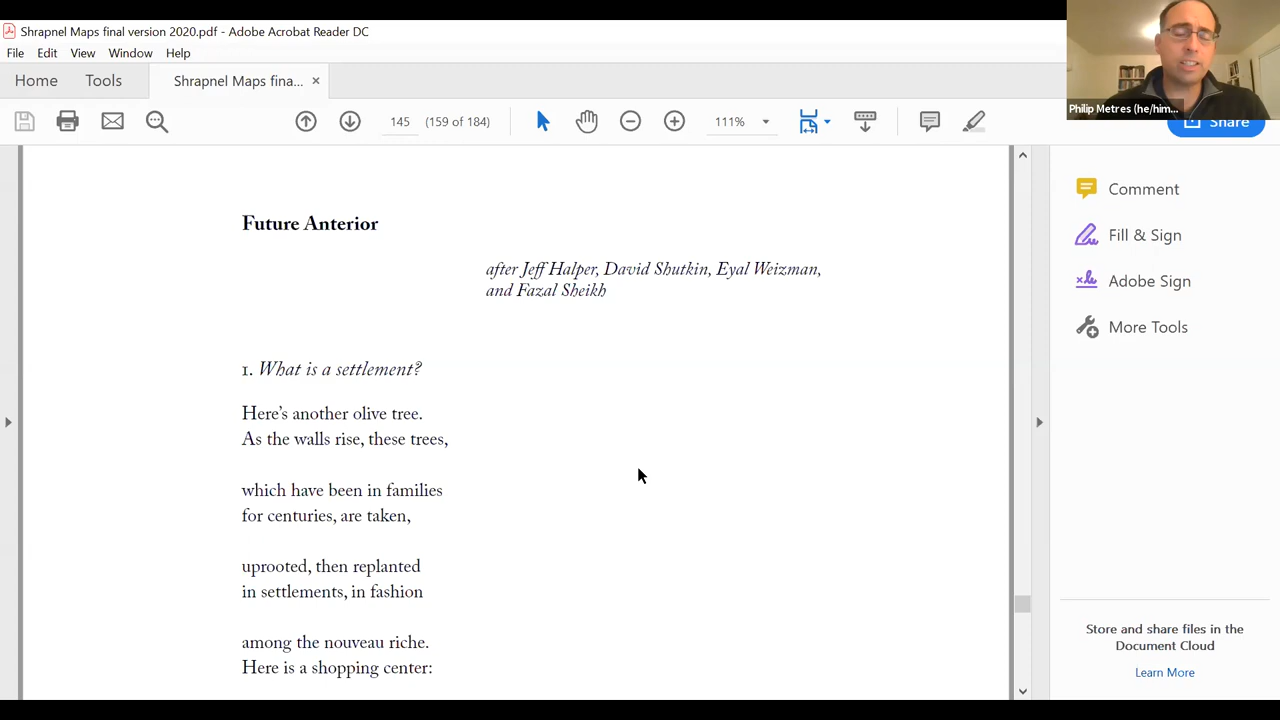 Shrapnel Maps final version 2020.pdf - Adobe Acrobat Reader DC
File Edit View Window Help
Home Tools Shrapnel Maps fina... ×
145 (159 of 184) 111%
Share
Philip Metres (he/him...
Future Anterior
after Jeff Halper, David Shutkin, Eyal Weizman,
and Fazal Sheikh
1. What is a settlement?
Here’s another olive tree.
As the walls rise, these trees,
which have been in families
for centuries, are taken,
uprooted, then replanted
in settlements, in fashion
among the nouveau riche.
Here is a shopping center:
Comment
Fill & Sign
Adobe Sign
More Tools
Store and share files in the
Document Cloud
Learn More